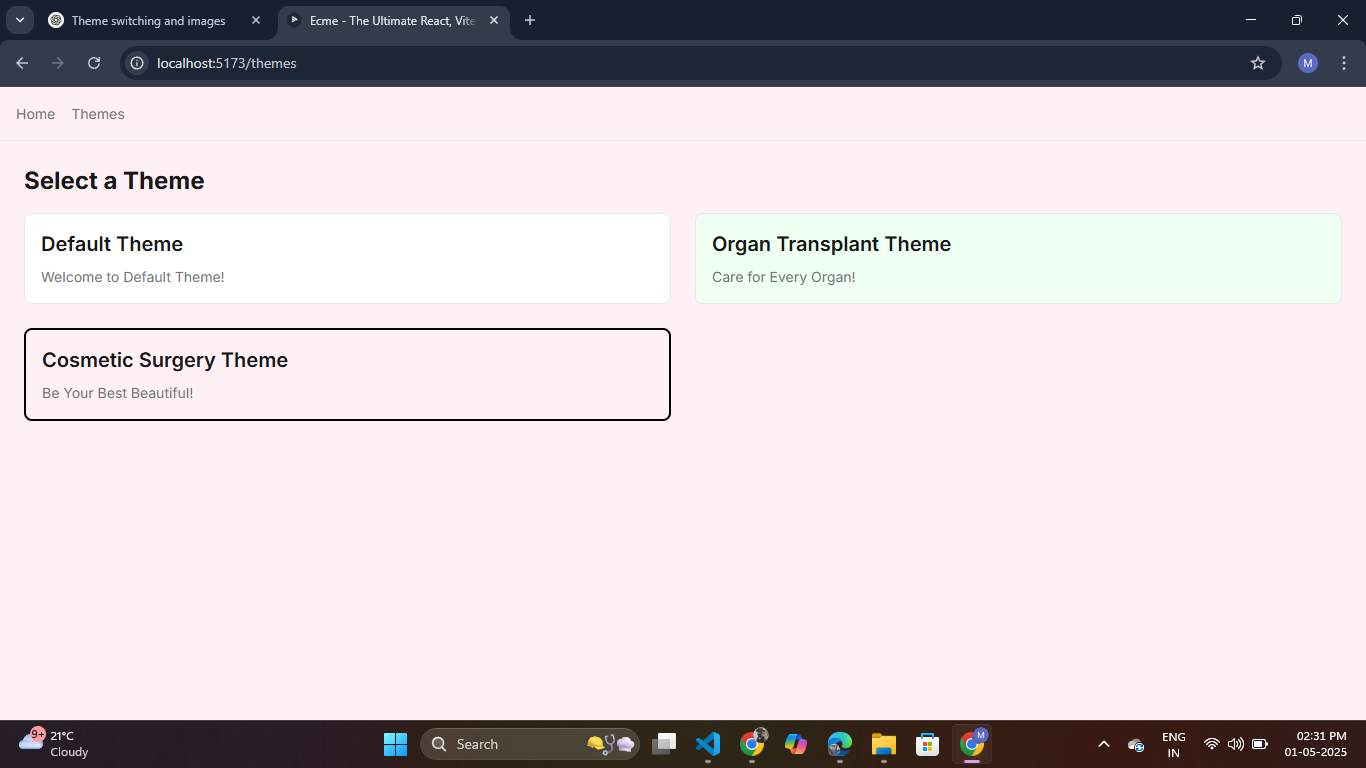 Theme switching and images
Ecme - The Ultimate React, Vite
localhost:5173/themes
M
Home Themes
Select a Theme
Default Theme
Welcome to Default Theme!
Organ Transplant Theme
Care for Every Organ!
Cosmetic Surgery Theme
Be Your Best Beautiful!
9+
21°C
Cloudy
Search
M
ENG
IN
02:31 PM
01-05-2025